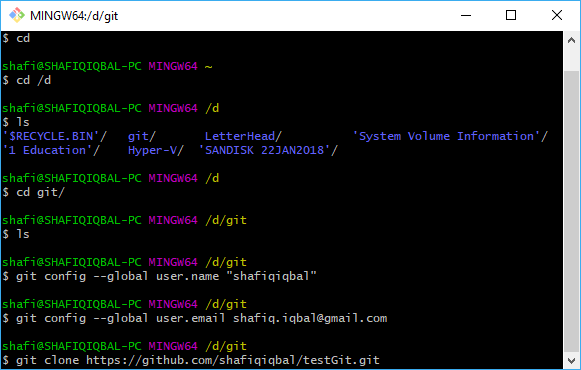 MINGW64:/d/git
$ cd
shafi@SHAFIQIQBAL-PC MINGW64 ~
$ cd /d
shafi@SHAFIQIQBAL-PC MINGW64 /d
$ ls
'$RECYCLE.BIN'/   git/       LetterHead/          'System Volume Information'/
'1 Education'/    Hyper-V/  'SANDISK 22JAN2018'/
shafi@SHAFIQIQBAL-PC MINGW64 /d
$ cd git/
shafi@SHAFIQIQBAL-PC MINGW64 /d/git
$ ls
shafi@SHAFIQIQBAL-PC MINGW64 /d/git
$ git config --global user.name "shafiqiqbal"
shafi@SHAFIQIQBAL-PC MINGW64 /d/git
$ git config --global user.email shafiq.iqbal@gmail.com
shafi@SHAFIQIQBAL-PC MINGW64 /d/git
$ git clone https://github.com/shafiqiqbal/testGit.git